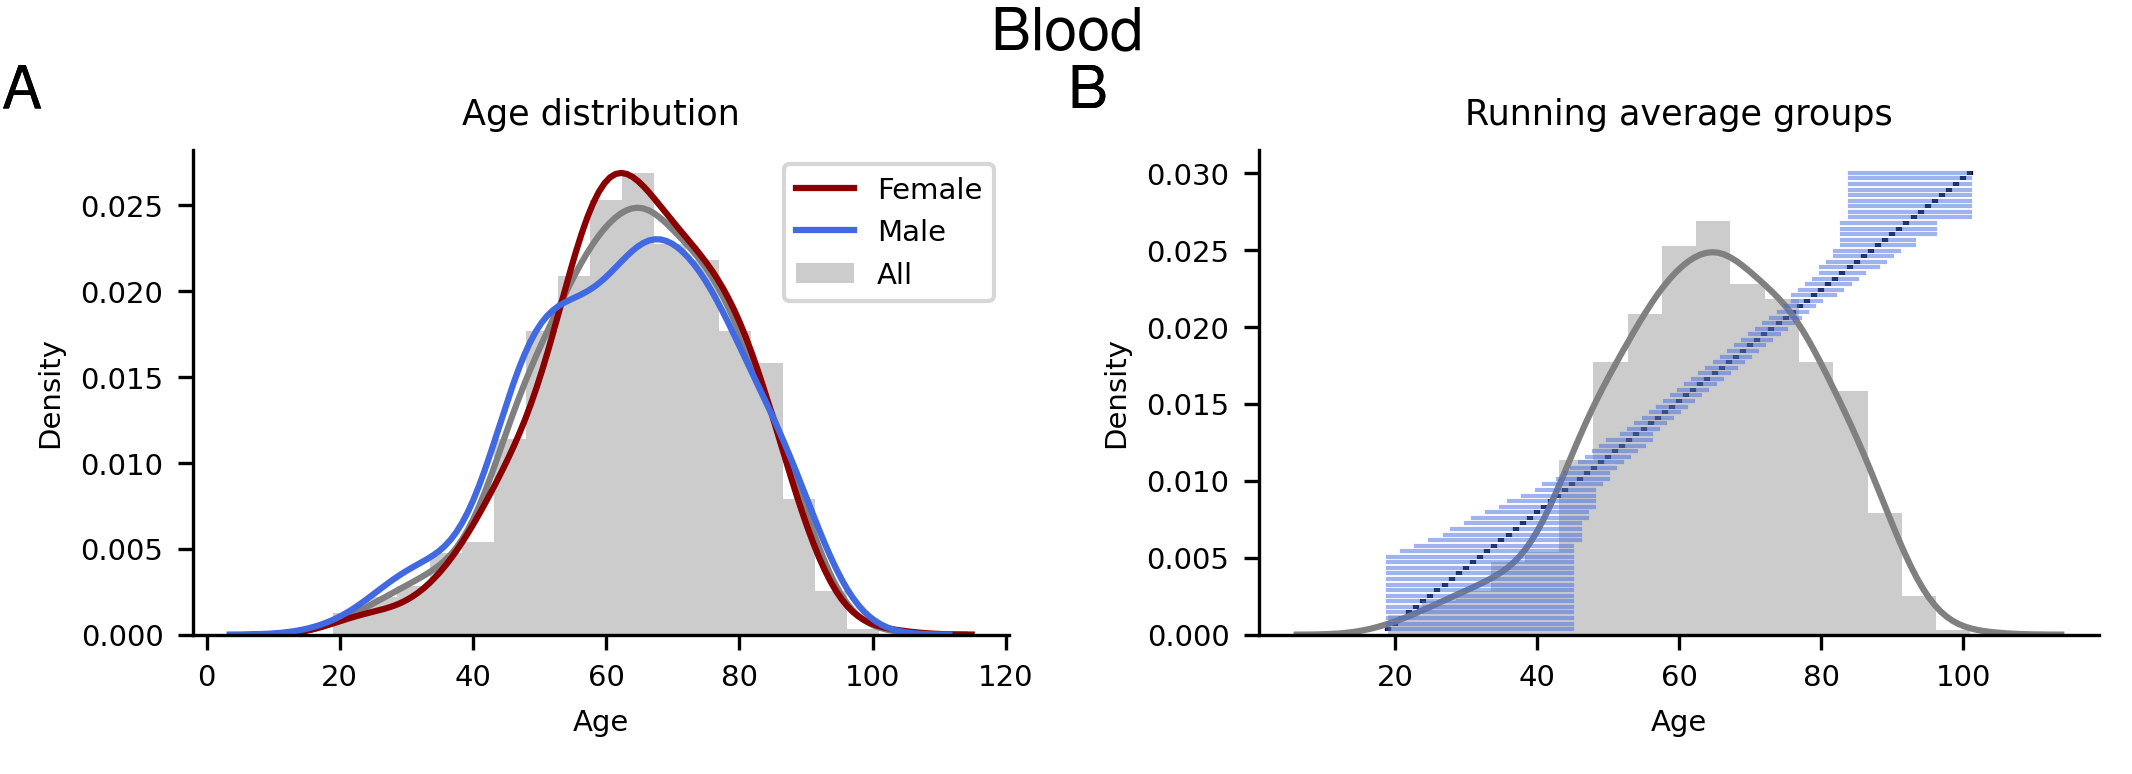 Blood
A
Age distribution
Female
Male
All
0.025
0.020
0.015
0.010
0.005
0.000
Density
0 20 40 60 80 100 120
Age
B
Running average groups
0.030
0.025
0.020
0.015
0.010
0.005
0.000
Density
20 40 60 80 100
Age